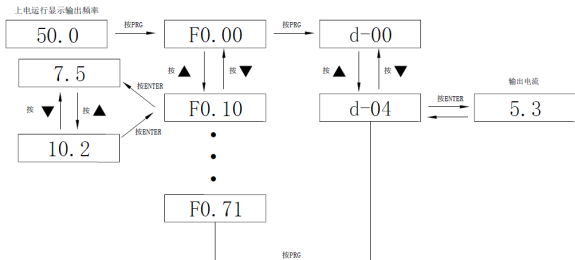 上电运行显示输出频率
50.0
按PRG
F0.00
按PRG
d-00
按▲
按▼
按▲
按▼
7.5
按ENTER
F0.10
d-04
按ENTER
输出电流
5.3
按▼
按▲
按ENTER
10.2
F0.71
按PRG